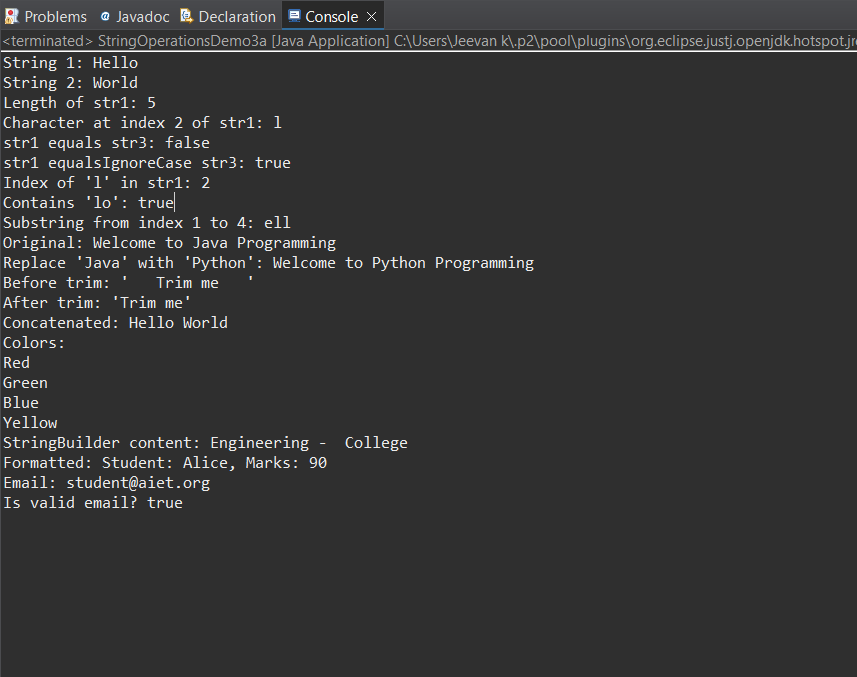 Problems Javadoc Declaration Console
<terminated> StringOperationsDemo3a [Java Application] C:\Users\Jeevan k\.p2\pool\plugins\org.eclipse.justj.openjdk.hotspot.jr
String 1: Hello
String 2: World
Length of str1: 5
Character at index 2 of str1: l
str1 equals str3: false
str1 equalsIgnoreCase str3: true
Index of 'l' in str1: 2
Contains 'lo': true
Substring from index 1 to 4: ell
Original: Welcome to Java Programming
Replace 'Java' with 'Python': Welcome to Python Programming
Before trim: '   Trim me   '
After trim: 'Trim me'
Concatenated: Hello World
Colors:
Red
Green
Blue
Yellow
StringBuilder content: Engineering -  College
Formatted: Student: Alice, Marks: 90
Email: student@aiet.org
Is valid email? true